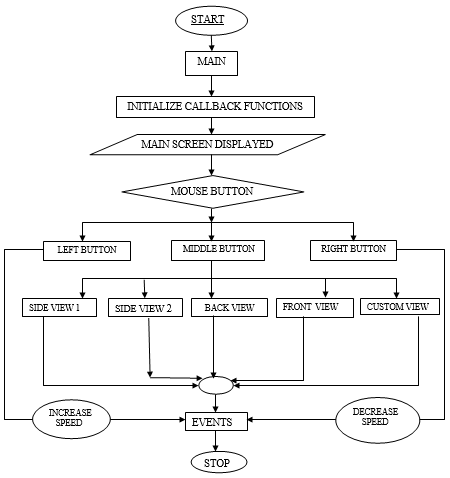 START
MAIN
INITIALIZE CALLBACK FUNCTIONS
MAIN SCREEN DISPLAYED
MOUSE BUTTON
LEFT BUTTON
MIDDLE BUTTON
RIGHT BUTTON
SIDE VIEW 1
SIDE VIEW 2
BACK VIEW
FRONT VIEW
CUSTOM VIEW
INCREASE
SPEED
DECREASE
SPEED
EVENTS
STOP